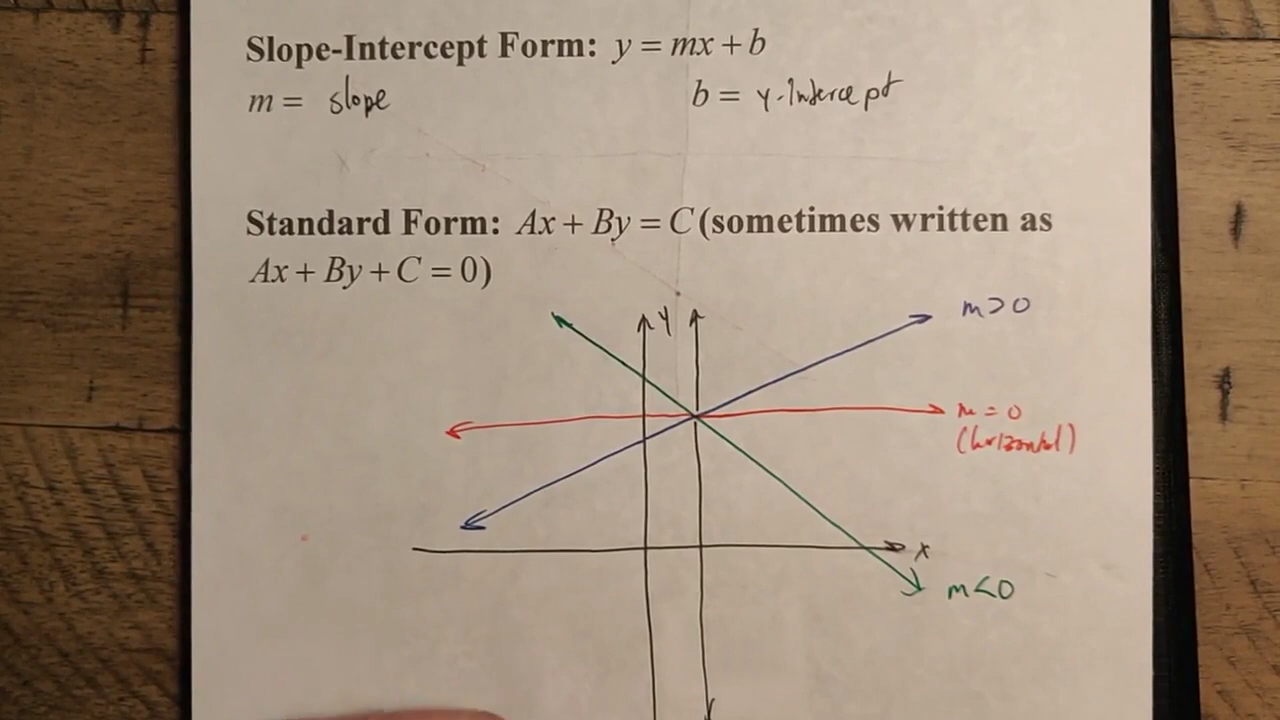 Slope-Intercept Form: y = mx + b
m = slope b = y-Intercept
Standard Form: Ax + By = C (sometimes written as
Ax + By + C = 0)
y
m>0
m = 0
(horizontal)
x
m<0